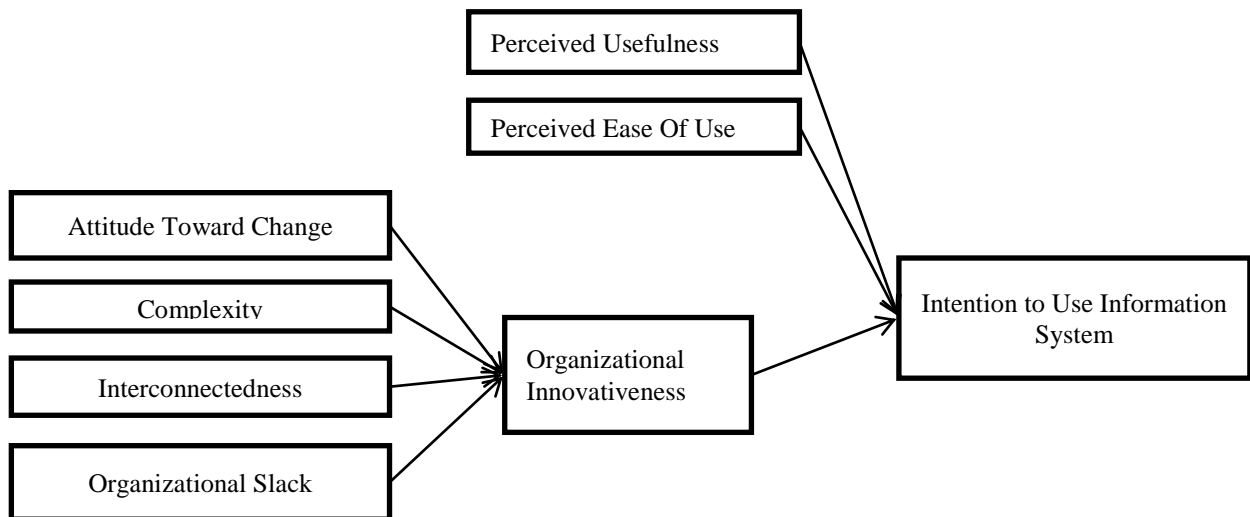 Perceived Usefulness
Perceived Ease Of Use
Attitude Toward Change
Complexity
Interconnectedness
Organizational Slack
Organizational
Innovativeness
Intention to Use Information
System